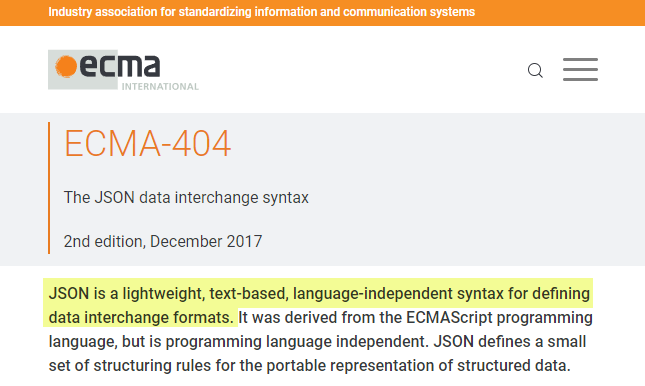 Industry association for standardizing information and communication systems
ecma
INTERNATIONAL
ECMA-404
The JSON data interchange syntax
2nd edition, December 2017
JSON is a lightweight, text-based, language-independent syntax for defining
data interchange formats. It was derived from the ECMAScript programming
language, but is programming language independent. JSON defines a small
set of structuring rules for the portable representation of structured data.